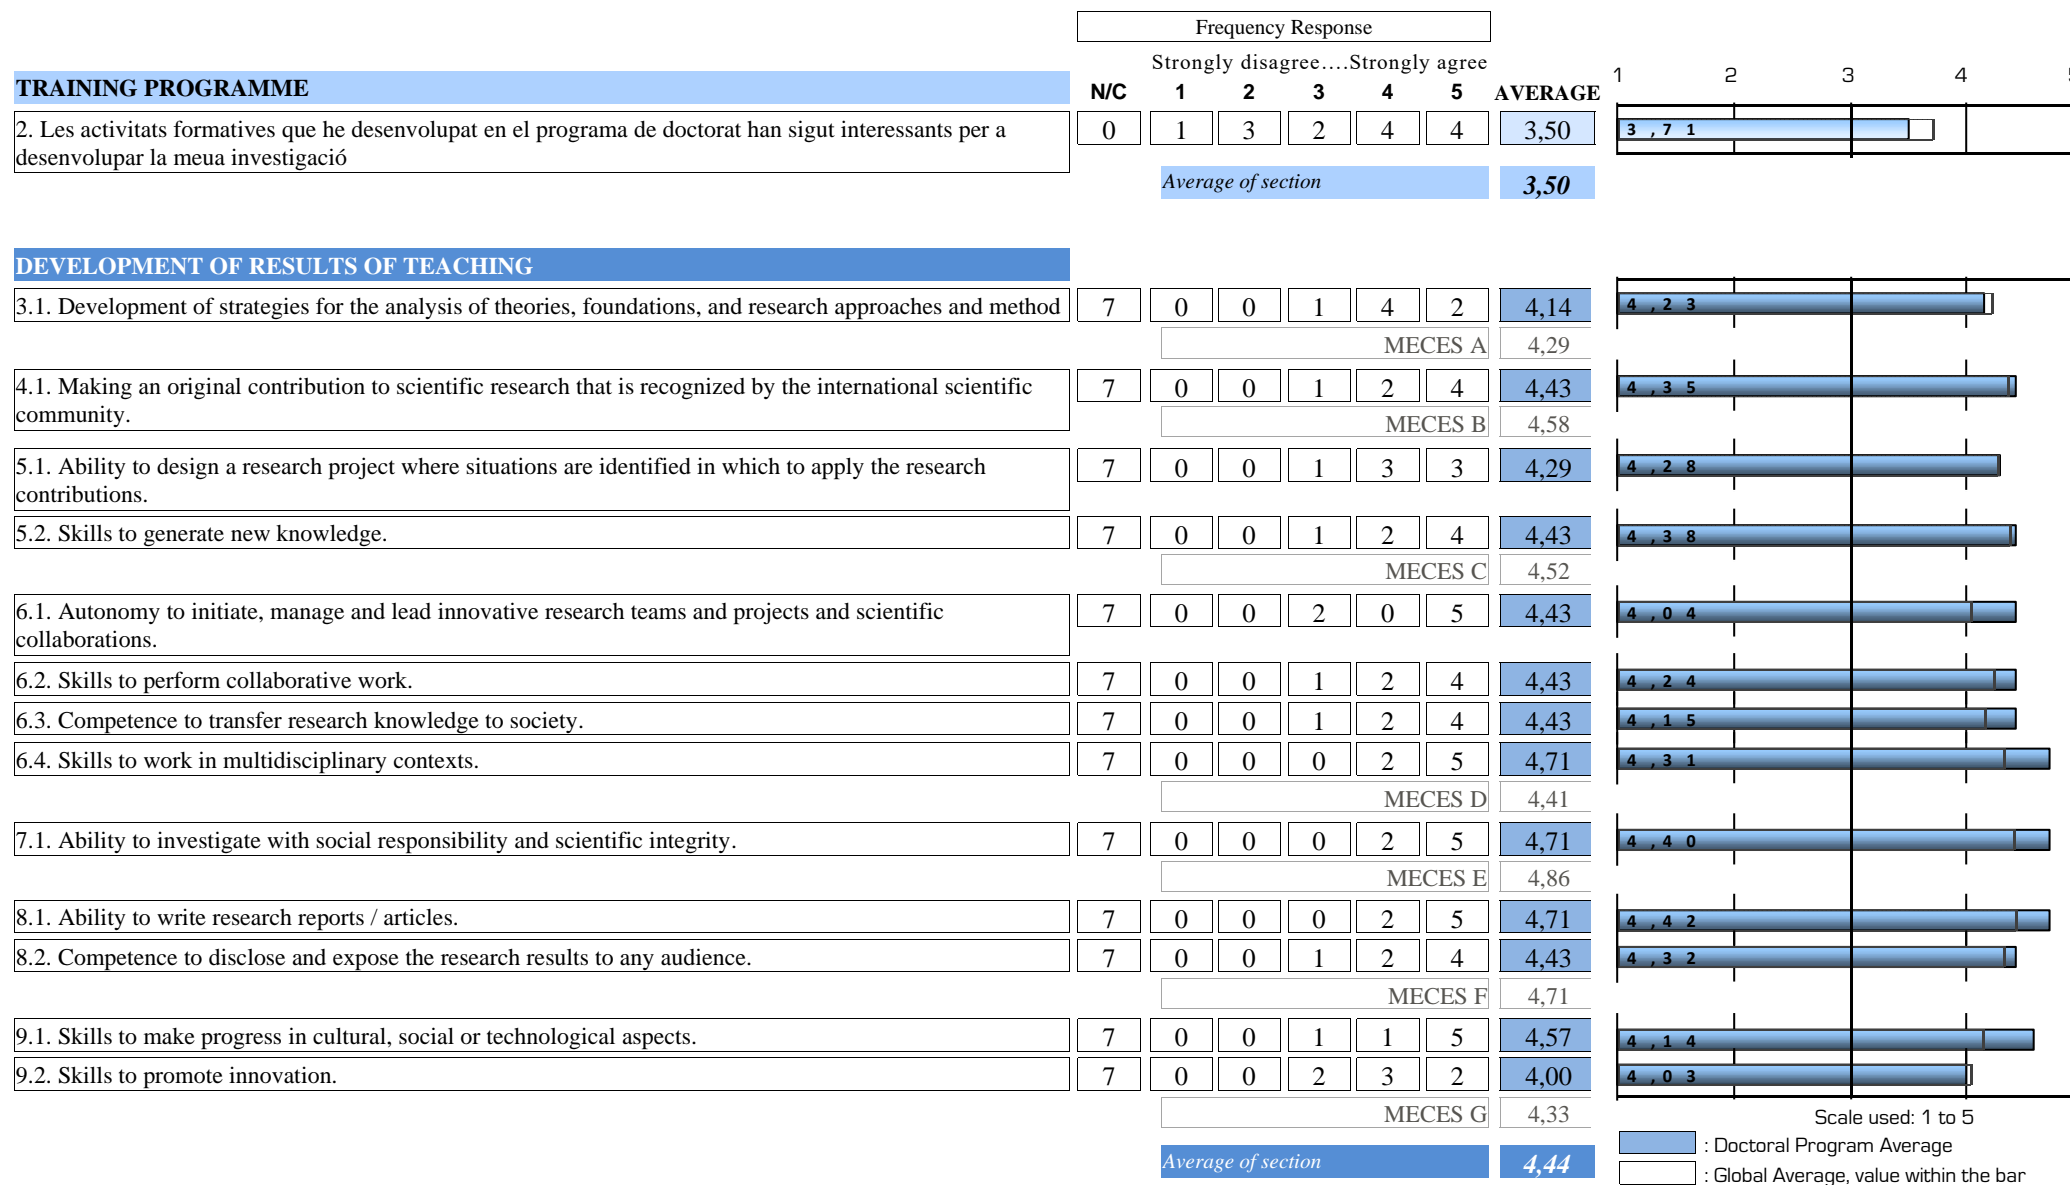 Frequency Response
Strongly disagree....Strongly agree
TRAINING PROGRAMME N/C 1 2 3 4 5 AVERAGE 1 2 3 4 5
2. Les activitats formatives que he desenvolupat en el programa de doctorat han sigut interessants per a 0 1 3 2 4 4 3,50 3,71
desenvolupar la meua investigació
Average of section 3,50
DEVELOPMENT OF RESULTS OF TEACHING
3.1. Development of strategies for the analysis of theories, foundations, and research approaches and method 7 0 0 1 4 2 4,14 4,23
MECES A 4,29
4.1. Making an original contribution to scientific research that is recognized by the international scientific 7 0 0 1 2 4 4,43 4,35
community.
MECES B 4,58
5.1. Ability to design a research project where situations are identified in which to apply the research 7 0 0 1 3 3 4,29 4,28
contributions.
5.2. Skills to generate new knowledge. 7 0 0 1 2 4 4,43 4,38
MECES C 4,52
6.1. Autonomy to initiate, manage and lead innovative research teams and projects and scientific 7 0 0 2 0 5 4,43 4,04
collaborations.
6.2. Skills to perform collaborative work. 7 0 0 1 2 4 4,43 4,24
6.3. Competence to transfer research knowledge to society. 7 0 0 1 2 4 4,43 4,15
6.4. Skills to work in multidisciplinary contexts. 7 0 0 0 2 5 4,71 4,31
MECES D 4,41
7.1. Ability to investigate with social responsibility and scientific integrity. 7 0 0 0 2 5 4,71 4,40
MECES E 4,86
8.1. Ability to write research reports / articles. 7 0 0 0 2 5 4,71 4,42
8.2. Competence to disclose and expose the research results to any audience. 7 0 0 1 2 4 4,43 4,32
MECES F 4,71
9.1. Skills to make progress in cultural, social or technological aspects. 7 0 0 1 1 5 4,57 4,14
9.2. Skills to promote innovation. 7 0 0 2 3 2 4,00 4,03
MECES G 4,33
Scale used: 1 to 5
: Doctoral Program Average
Average of section 4,44
: Global Average, value within the bar